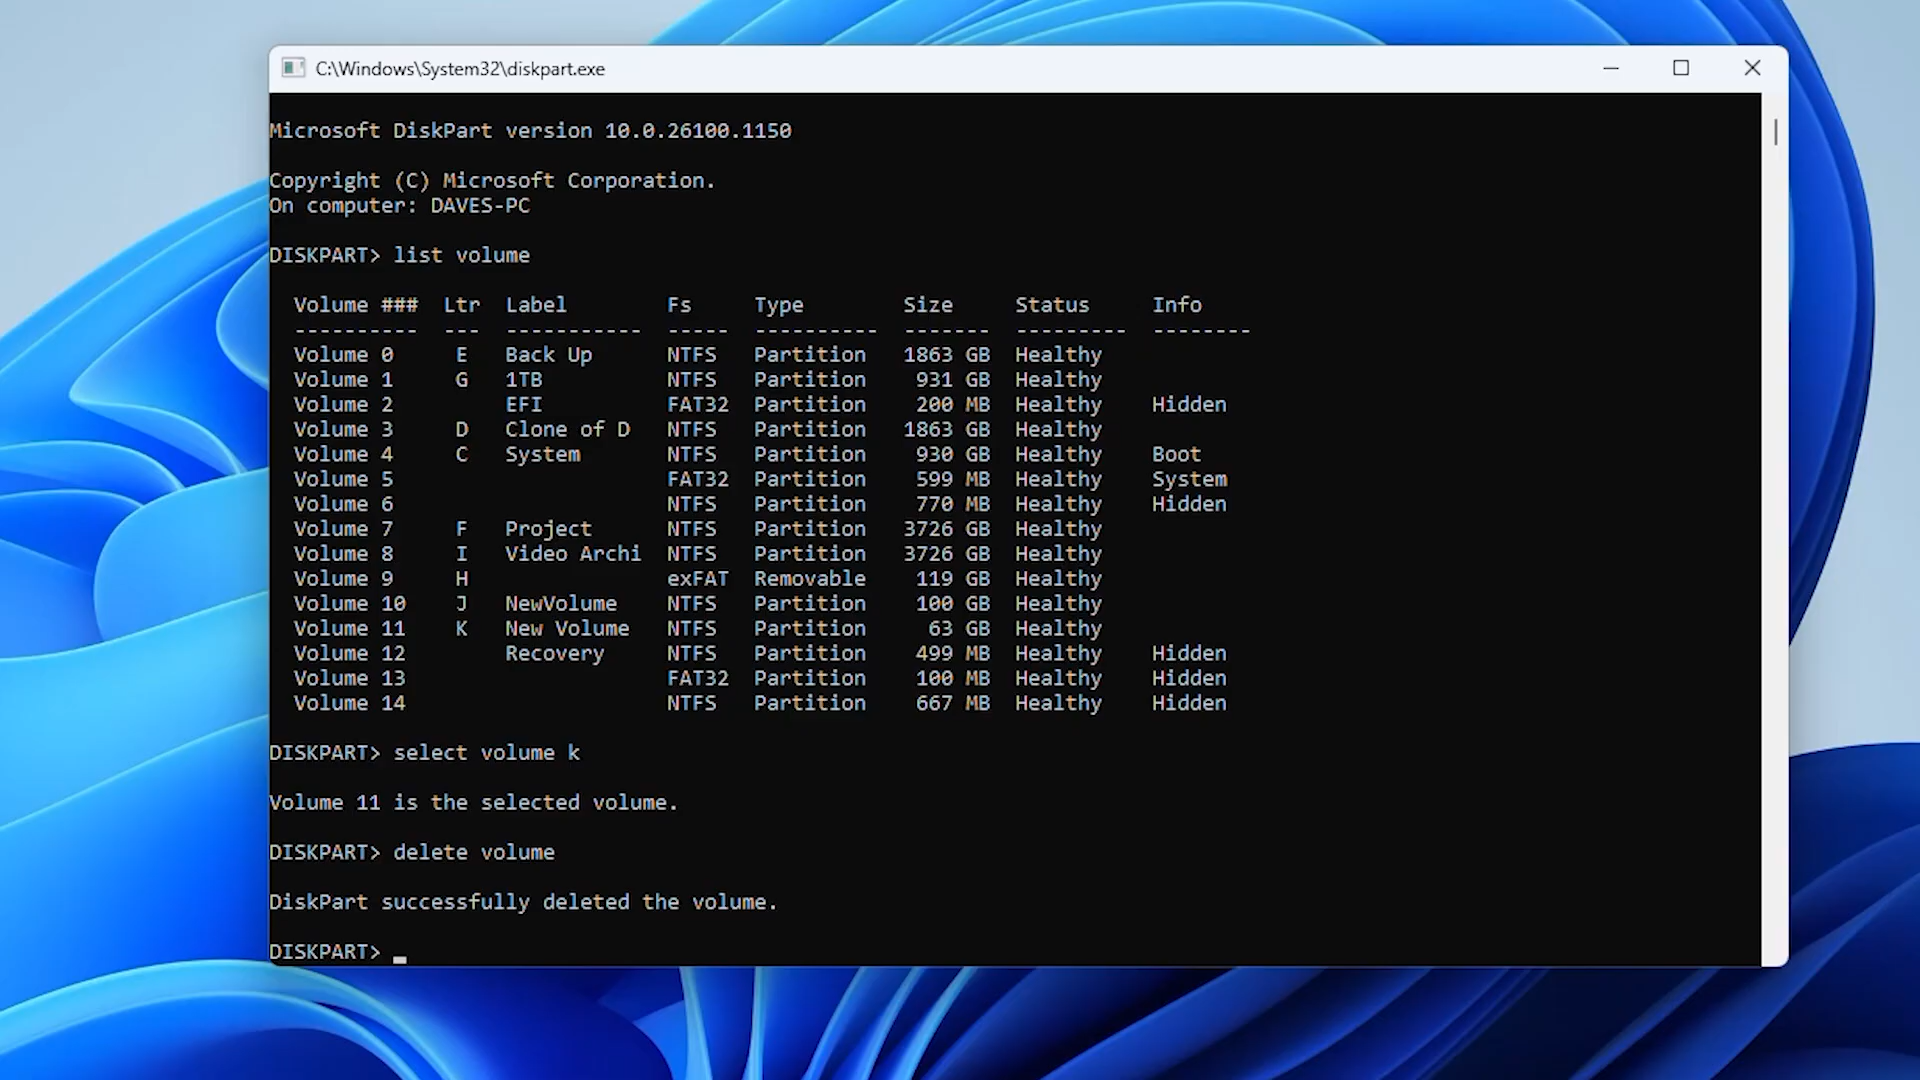 C:\Windows\System32\diskpart.exe
Microsoft DiskPart version 10.0.26100.1150
Copyright (C) Microsoft Corporation.
On computer: DAVES-PC
DISKPART> list volume
  Volume ###  Ltr  Label        Fs     Type        Size     Status     Info
  ----------  ---  -----------  -----  ----------  -------  ---------  --------
  Volume 0     E   Back Up      NTFS   Partition   1863 GB  Healthy
  Volume 1     G   1TB          NTFS   Partition    931 GB  Healthy
  Volume 2         EFI          FAT32  Partition    200 MB  Healthy    Hidden
  Volume 3     D   Clone of D   NTFS   Partition   1863 GB  Healthy
  Volume 4     C   System       NTFS   Partition    930 GB  Healthy    Boot
  Volume 5                      FAT32  Partition    599 MB  Healthy    System
  Volume 6                      NTFS   Partition    770 MB  Healthy    Hidden
  Volume 7     F   Project      NTFS   Partition   3726 GB  Healthy
  Volume 8     I   Video Archi  NTFS   Partition   3726 GB  Healthy
  Volume 9     H                exFAT  Removable    119 GB  Healthy
  Volume 10    J   NewVolume    NTFS   Partition    100 GB  Healthy
  Volume 11    K   New Volume   NTFS   Partition     63 GB  Healthy
  Volume 12        Recovery     NTFS   Partition    499 MB  Healthy    Hidden
  Volume 13                     FAT32  Partition    100 MB  Healthy    Hidden
  Volume 14                     NTFS   Partition    667 MB  Healthy    Hidden
DISKPART> select volume k
Volume 11 is the selected volume.
DISKPART> delete volume
DiskPart successfully deleted the volume.
DISKPART>